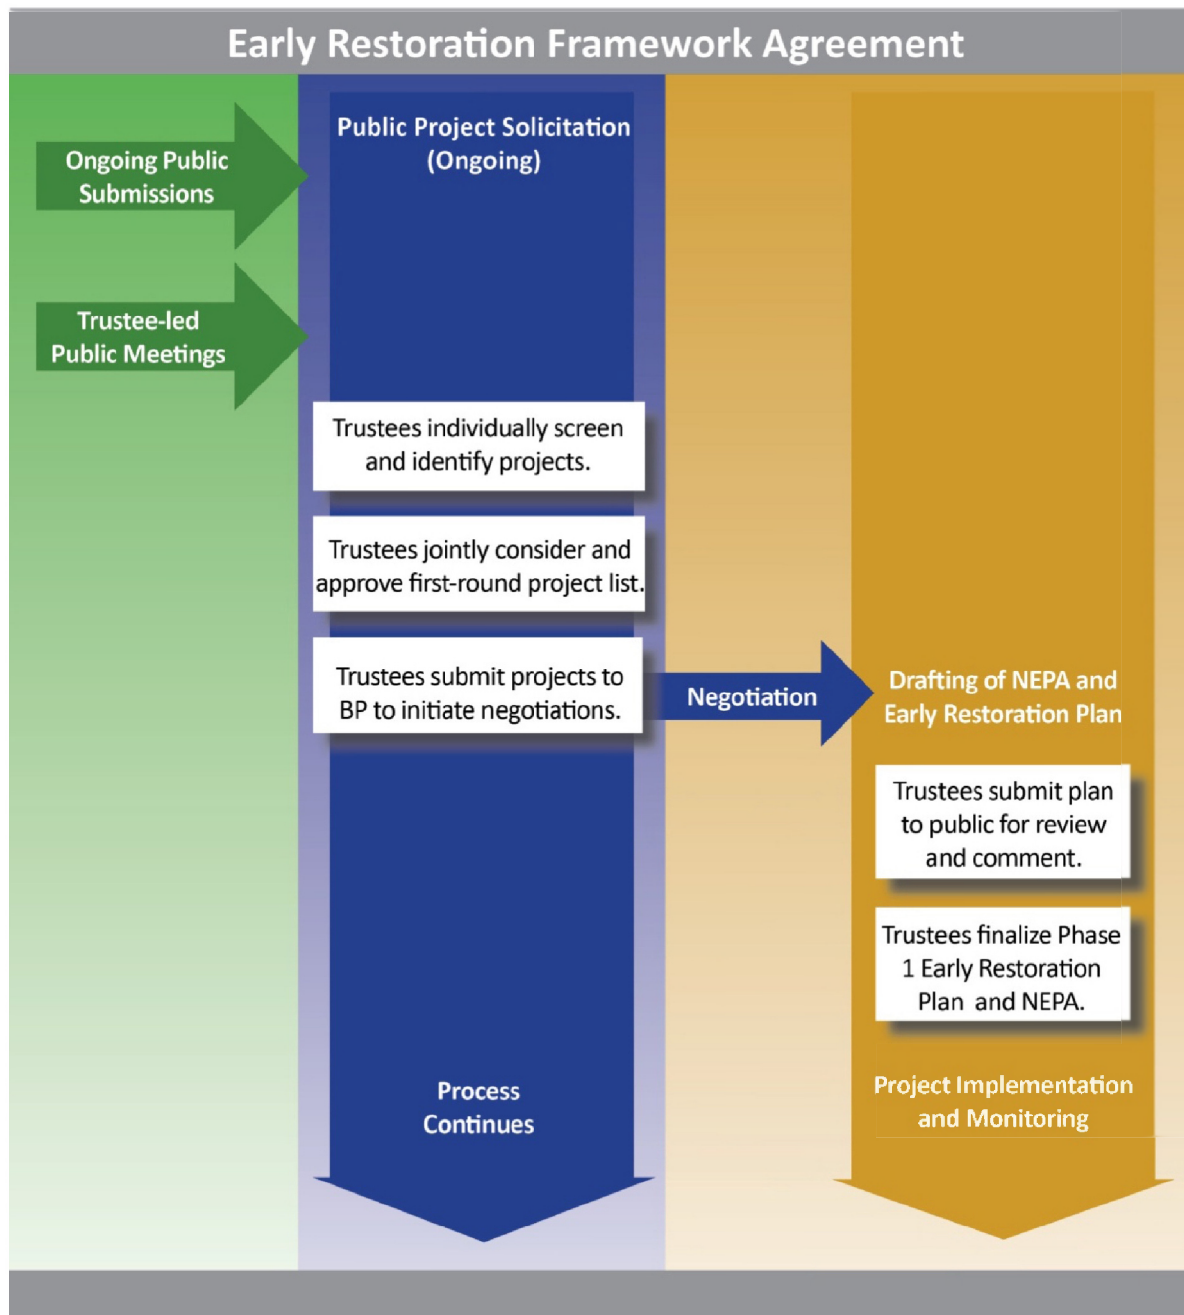 Early Restoration Framework Agreement
Ongoing Public
Submissions
Trustee-led
Public Meetings
Public Project Solicitation
(Ongoing)
Trustees individually screen
and identify projects.
Trustees jointly consider and
approve first-round project list.
Trustees submit projects to
BP to initiate negotiations.
Negotiation
Process
Continues
Drafting of NEPA and
Early Restoration Plan
Trustees submit plan
to public for review
and comment.
Trustees finalize Phase
1 Early Restoration
Plan and NEPA.
Project Implementation
and Monitoring